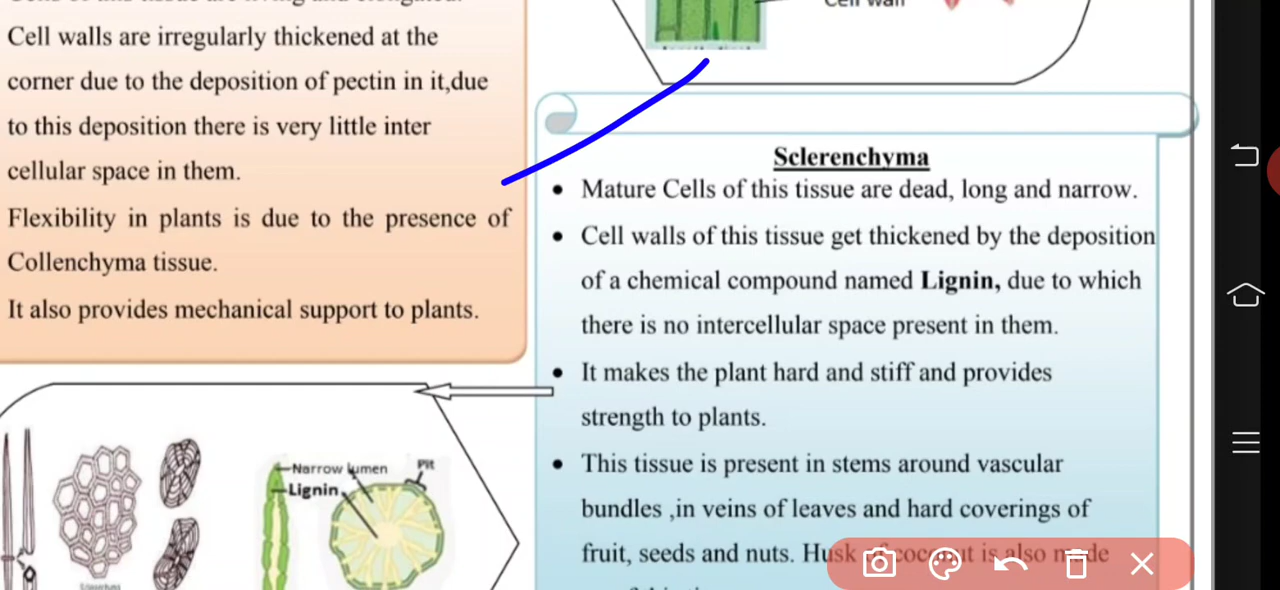 Cell walls are irregularly thickened at the
corner due to the deposition of pectin in it,due
to this deposition there is very little inter
cellular space in them.
Flexibility in plants is due to the presence of
Collenchyma tissue.
It also provides mechanical support to plants.
Cell wall
Sclerenchyma
• Mature Cells of this tissue are dead, long and narrow.
• Cell walls of this tissue get thickened by the deposition
of a chemical compound named Lignin, due to which
there is no intercellular space present in them.
• It makes the plant hard and stiff and provides
strength to plants.
• This tissue is present in stems around vascular
bundles ,in veins of leaves and hard coverings of
fruit, seeds and nuts. Husk of coconut is also made
Narrow lumen
Pit
Lignin